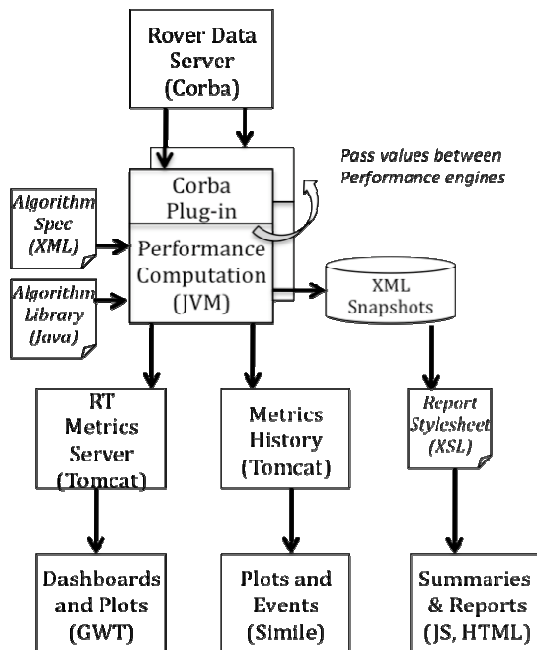 Rover Data
Server
(Corba)
Pass values between
Performance engines
Corba
Plug-in
Algorithm
Spec
(XML)
Performance
Computation
(JVM)
Algorithm
Library
(Java)
XML
Snapshots
RT
Metrics
Server
(Tomcat)
Metrics
History
(Tomcat)
Report
Stylesheet
(XSL)
Dashboards
and Plots
(GWT)
Plots and
Events
(Simile)
Summaries
& Reports
(JS, HTML)